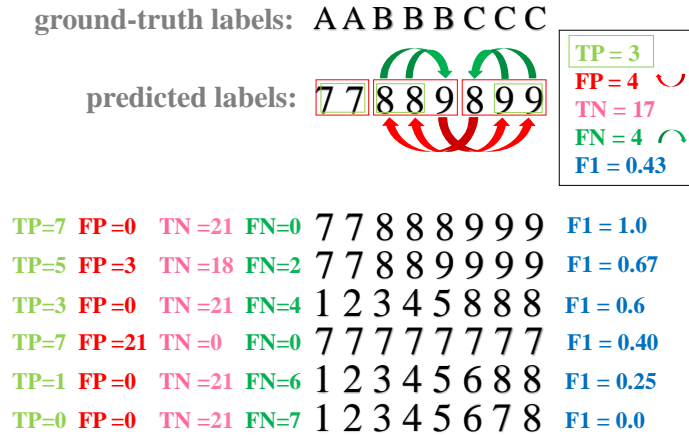 ground-truth labels: A A B B B C C C
predicted labels: 7 7 8 8 9 8 9 9
TP = 3
FP = 4
TN = 17
FN = 4
F1 = 0.43
TP=7 FP =0 TN =21 FN=0 7 7 8 8 8 9 9 9 F1 = 1.0
TP=5 FP =3 TN =18 FN=2 7 7 8 8 9 9 9 9 F1 = 0.67
TP=3 FP =0 TN =21 FN=4 1 2 3 4 5 8 8 8 F1 = 0.6
TP=7 FP =21 TN =0 FN=0 7 7 7 7 7 7 7 7 F1 = 0.40
TP=1 FP =0 TN =21 FN=6 1 2 3 4 5 6 8 8 F1 = 0.25
TP=0 FP =0 TN =21 FN=7 1 2 3 4 5 6 7 8 F1 = 0.0